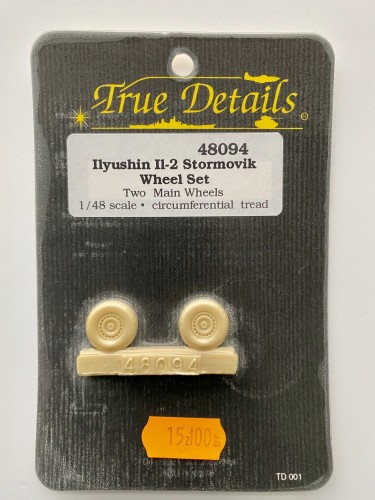 True Details
®
48094
Ilyushin Il-2 Stormovik
Wheel Set
Two Main Wheels
1/48 scale • circumferential tread
48094
15zł00
TD 001